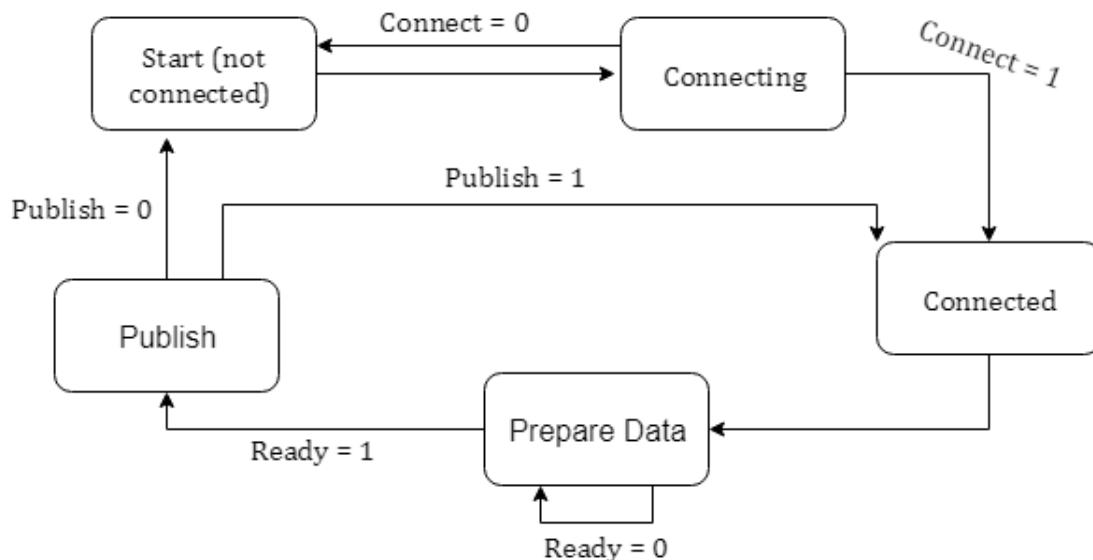 Connect = 0
Start (not
connected)
Connecting
Connect = 1
Publish = 1
Publish = 0
Connected
Publish
Prepare Data
Ready = 1
Ready = 0